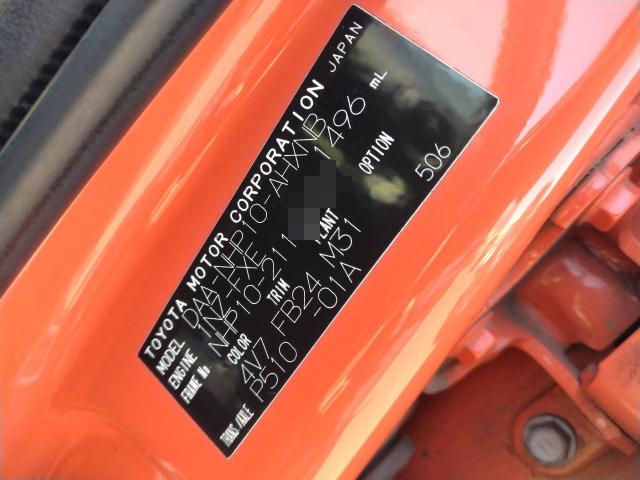 TOYOTA MOTOR CORPORATION JAPAN
MODEL DAA-NHP10-AHXNB
ENGINE 1NZ-FXE 1496 mL
FRAME No NHP10-211
COLOR TRIM PLANT OPTION
4V7 FB24 M31 506
TRANS/AXLE P510 -01A